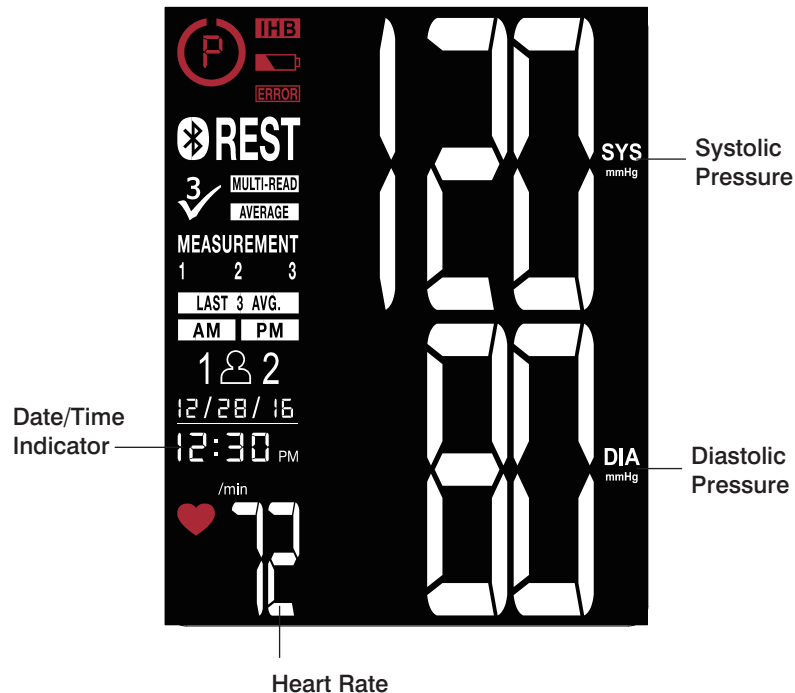 P
IHB
ERROR
REST
3
MULTI-READ
AVERAGE
MEASUREMENT
1 2 3
LAST 3 AVG.
AM PM
1 2
12/28/16
12:30 PM
/min
72
120
SYS
mmHg
80
DIA
mmHg
Systolic
Pressure
Diastolic
Pressure
Date/Time
Indicator
Heart Rate